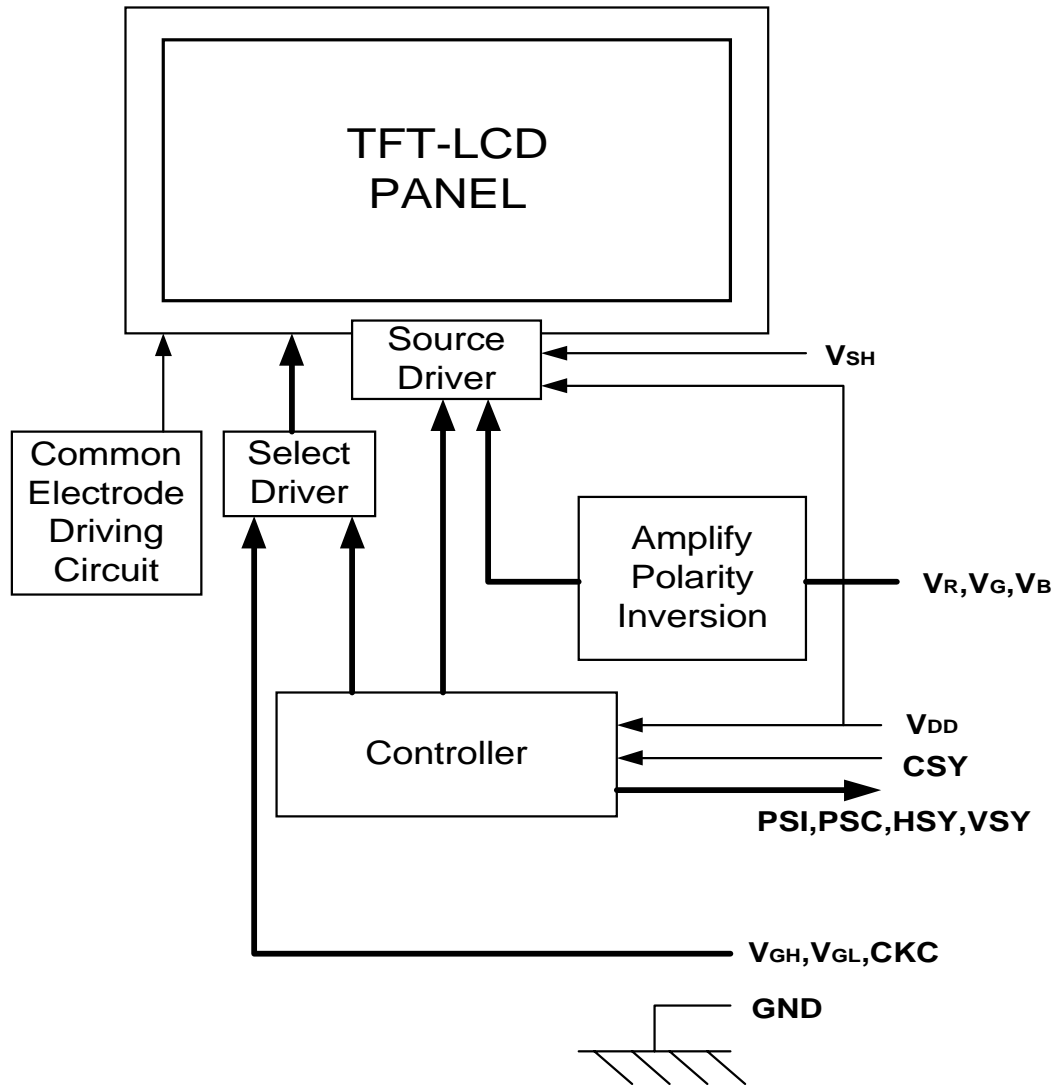 TFT-LCD
PANEL
Source
Driver
VSH
Common
Electrode
Driving
Circuit
Select
Driver
Amplify
Polarity
Inversion
VR,VG,VB
Controller
VDD
CSY
PSI,PSC,HSY,VSY
VGH,VGL,CKC
GND